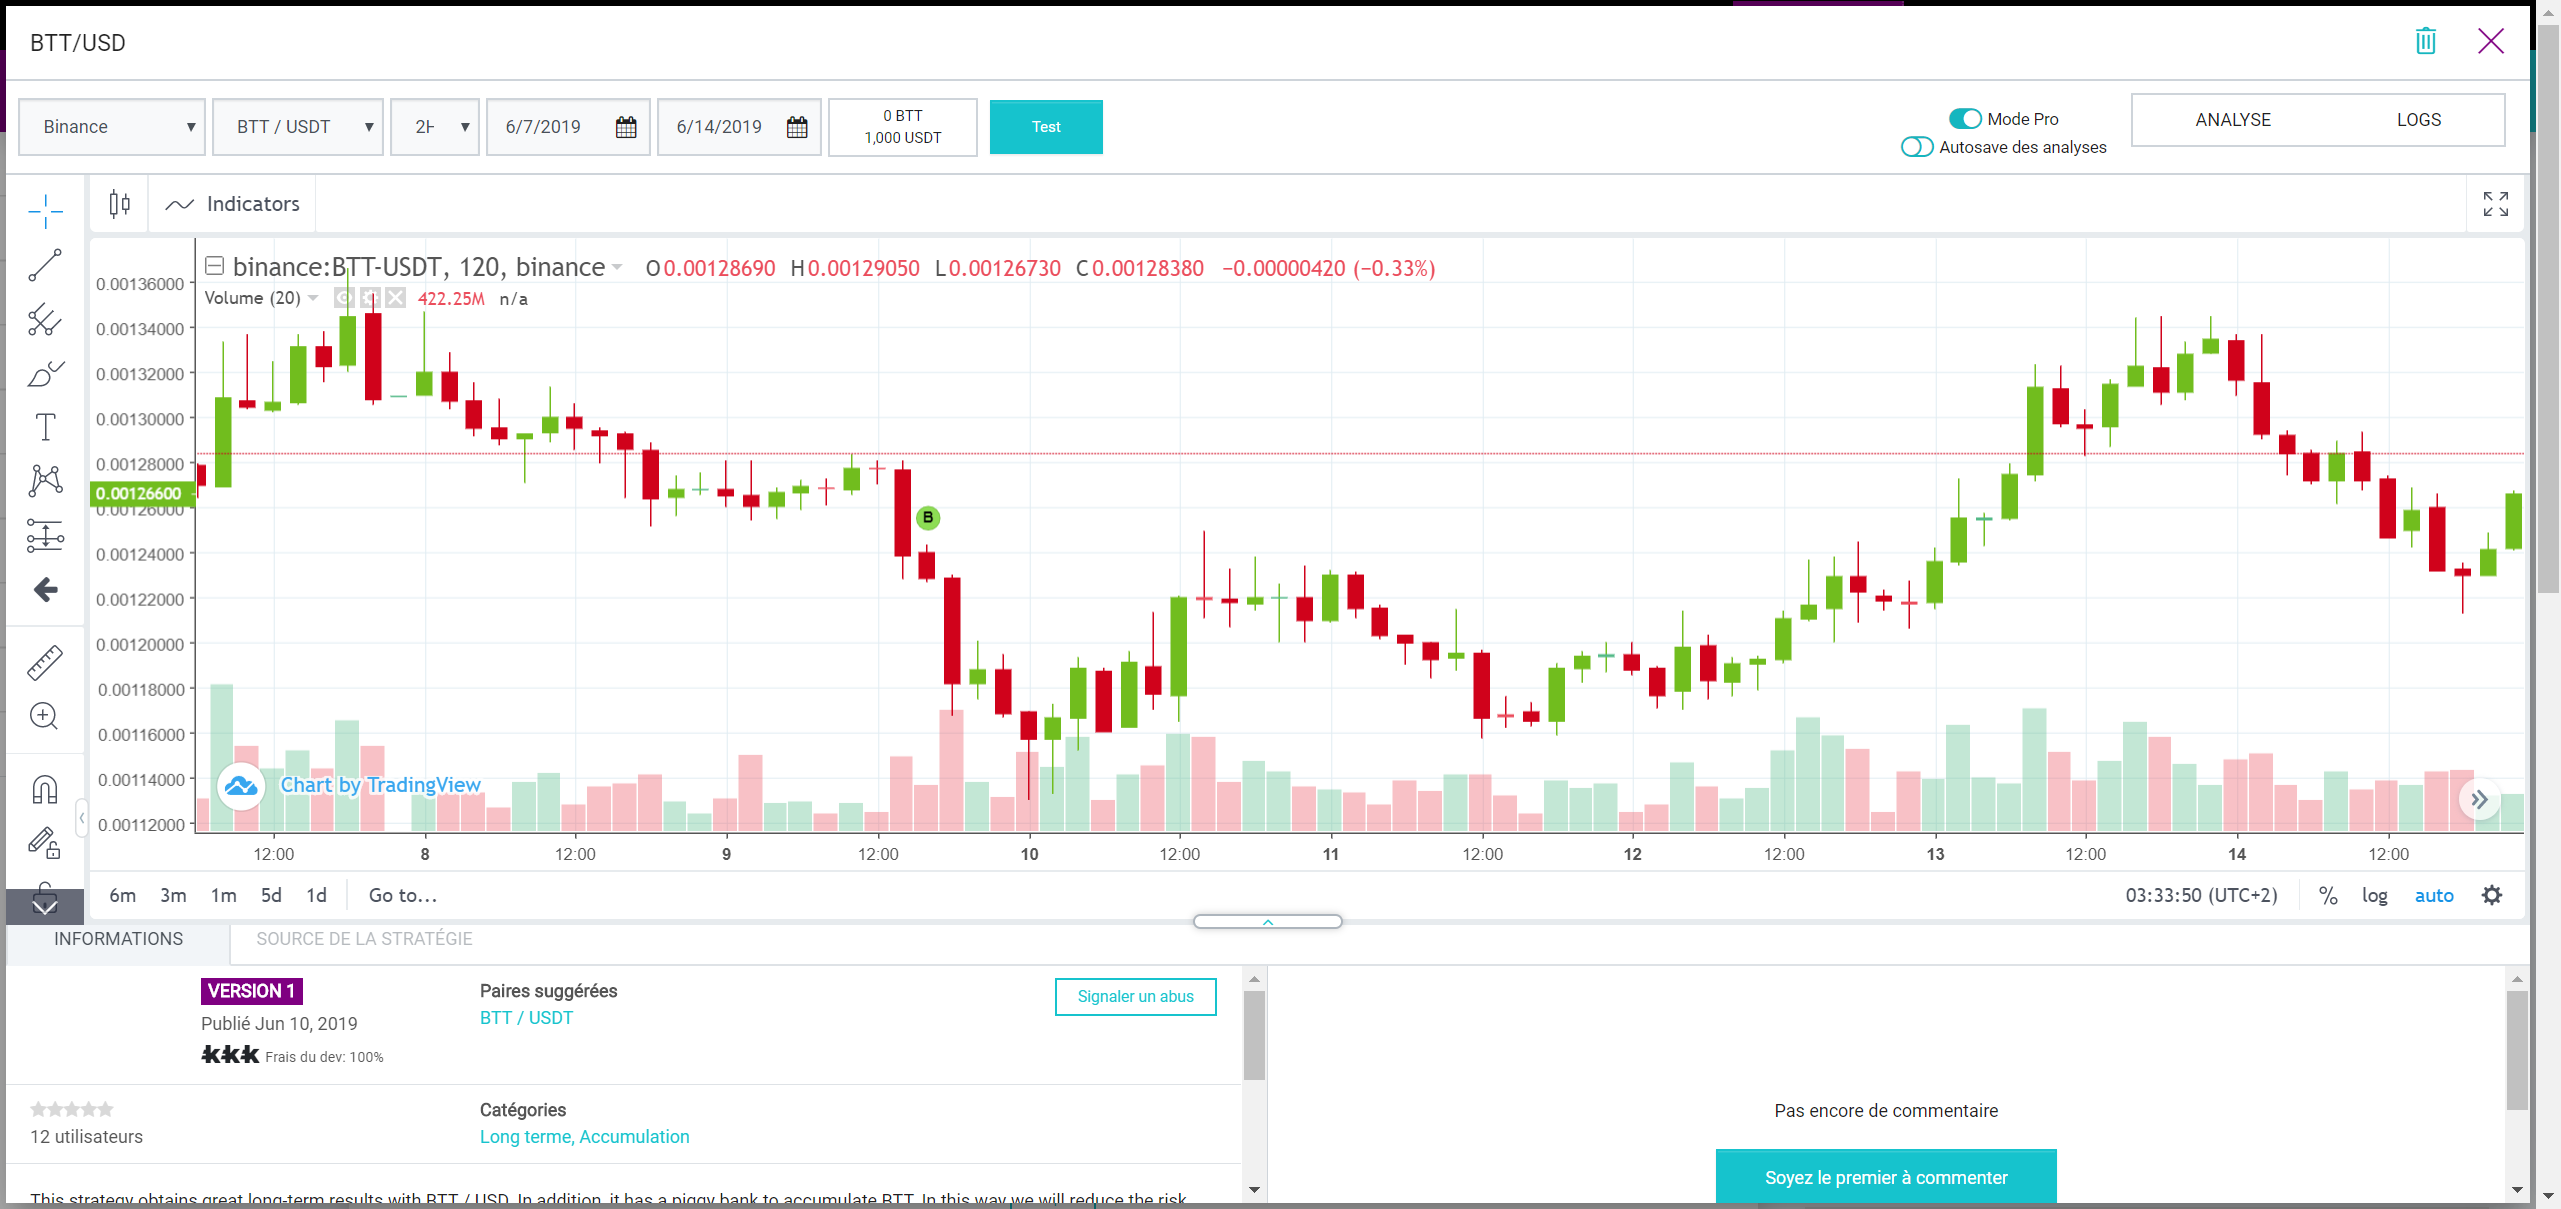 BTT/USD
Binance
BTT / USDT
2H
6/7/2019
6/14/2019
0 BTT
1,000 USDT
Test
Mode Pro
Autosave des analyses
ANALYSE
LOGS
Indicators
binance:BTT-USDT, 120, binance O 0.00128690 H 0.00129050 L 0.00126730 C 0.00128380 −0.00000420 (−0.33%)
Volume (20) 422.25M n/a
0.00136000
0.00134000
0.00132000
0.00130000
0.00128000
0.00126600
0.00126000
0.00124000
0.00122000
0.00120000
0.00118000
0.00116000
0.00114000
0.00112000
B
Chart by TradingView
12:00 8 12:00 9 12:00 10 12:00 11 12:00 12 12:00 13 12:00 14 12:00
6m 3m 1m 5d 1d Go to...
03:33:50 (UTC+2) % log auto
INFORMATIONS
SOURCE DE LA STRATÉGIE
VERSION 1
Publié Jun 10, 2019
Frais du dev: 100%
Paires suggérées
BTT / USDT
Signaler un abus
12 utilisateurs
Catégories
Long terme, Accumulation
Pas encore de commentaire
Soyez le premier à commenter
This strategy obtains great long-term results with BTT / USD. In addition, it has a piggy bank to accumulate BTT. In this way we will reduce the risk